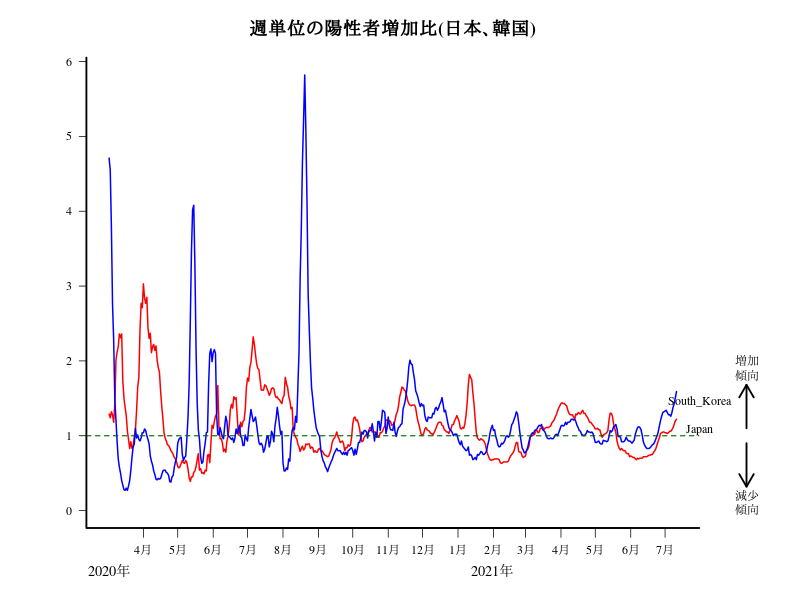 週単位の陽性者増加比(日本､韓国)
6
5
4
3
2
1
0
増加
傾向
South_Korea
Japan
減少
傾向
4月 5月 6月 7月 8月 9月 10月 11月 12月 1月 2月 3月 4月 5月 6月 7月
2020年 2021年